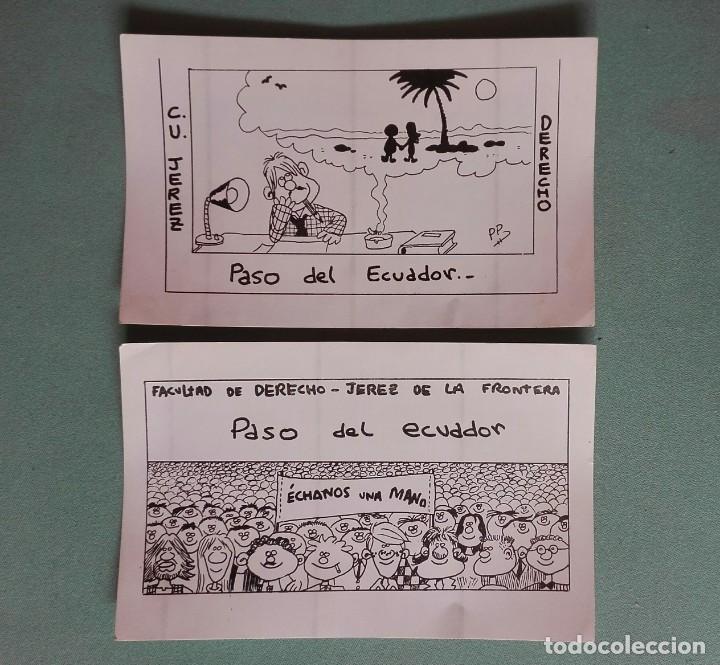 C.U. JEREZ
DERECHO
PP
Paso del Ecuador.-
FACULTAD DE DERECHO - JEREZ DE LA FRONTERA
Paso del ecuador
ÉCHANOS UNA MANO
todocoleccion